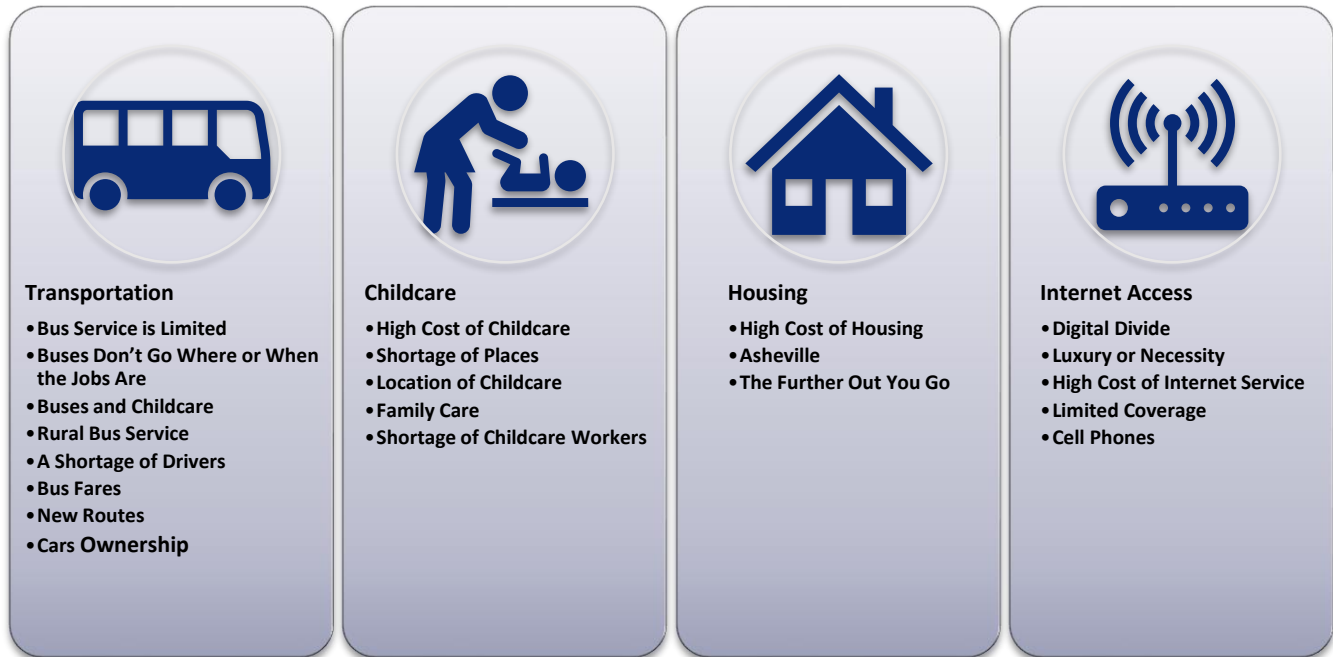 Transportation
•Bus Service is Limited
•Buses Don’t Go Where or When
the Jobs Are
•Buses and Childcare
•Rural Bus Service
•A Shortage of Drivers
•Bus Fares
•New Routes
•Cars Ownership
Childcare
•High Cost of Childcare
•Shortage of Places
•Location of Childcare
•Family Care
•Shortage of Childcare Workers
Housing
•High Cost of Housing
•Asheville
•The Further Out You Go
Internet Access
•Digital Divide
•Luxury or Necessity
•High Cost of Internet Service
•Limited Coverage
•Cell Phones